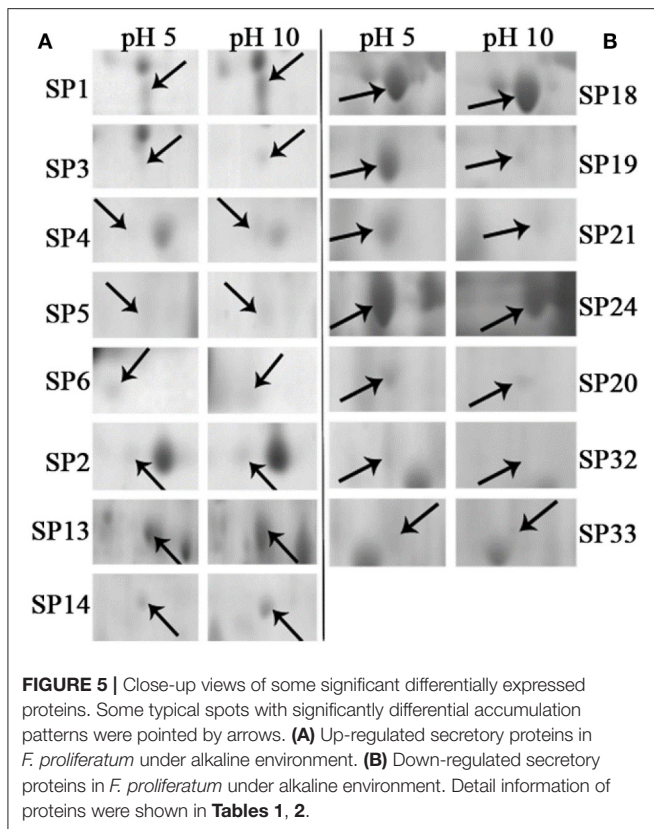 A pH 5 pH 10 pH 5 pH 10 B
SP1 SP18
SP3 SP19
SP4 SP21
SP5 SP24
SP6 SP20
SP2 SP32
SP13 SP33
SP14
FIGURE 5 | Close-up views of some significant differentially expressed
proteins. Some typical spots with significantly differential accumulation
patterns were pointed by arrows. (A) Up-regulated secretory proteins in
F. proliferatum under alkaline environment. (B) Down-regulated secretory
proteins in F. proliferatum under alkaline environment. Detail information of
proteins were shown in Tables 1, 2.